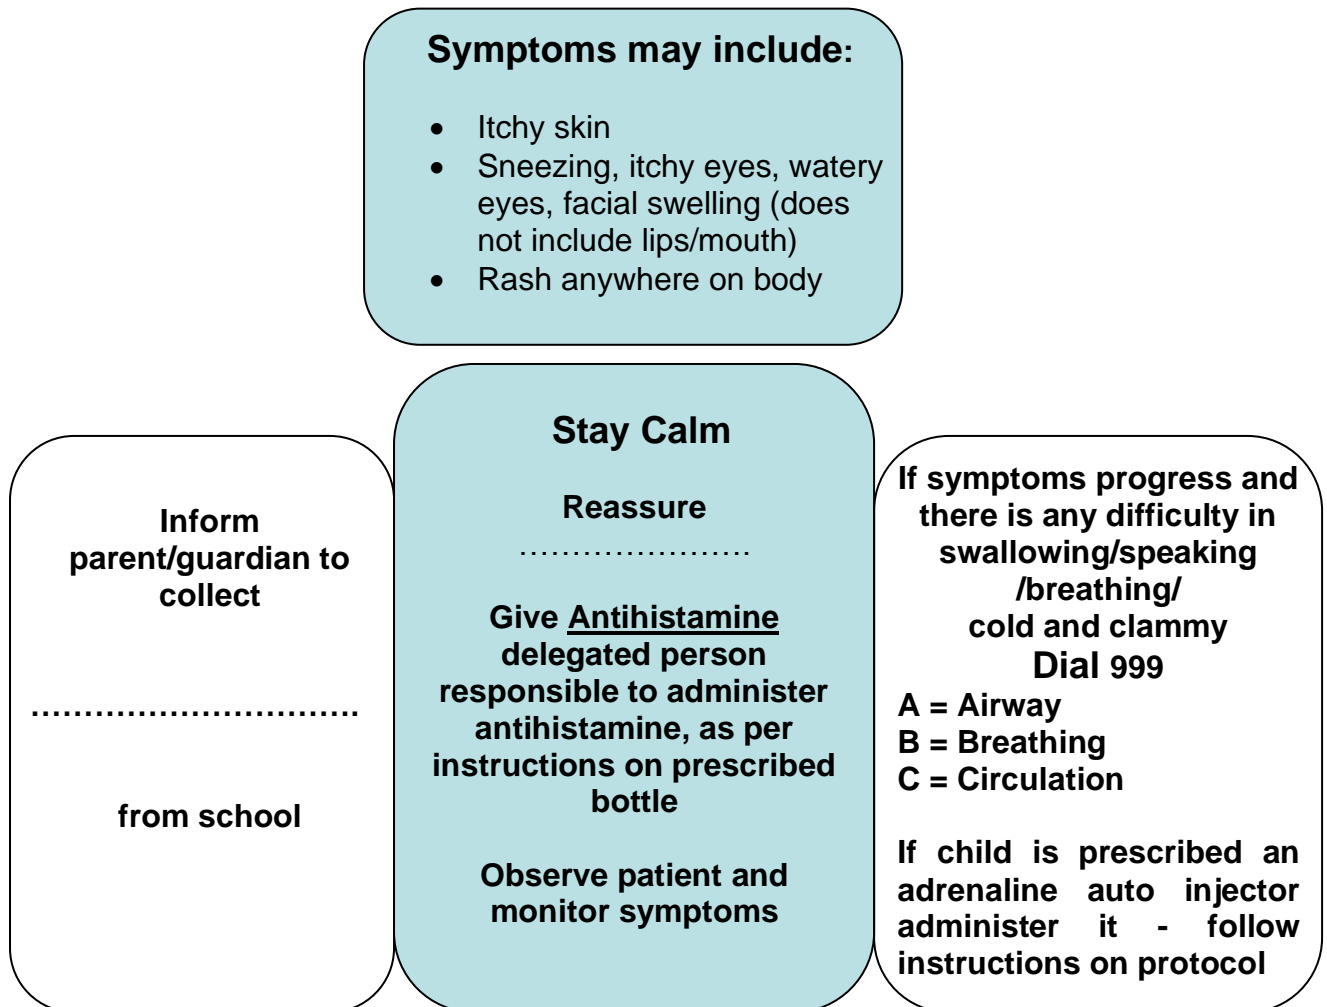 Symptoms may include:
• Itchy skin
• Sneezing, itchy eyes, watery
eyes, facial swelling (does
not include lips/mouth)
• Rash anywhere on body
Inform
parent/guardian to
collect
…………………………….
from school
Stay Calm
Reassure
…………………….
Give Antihistamine
delegated person
responsible to administer
antihistamine, as per
instructions on prescribed
bottle
Observe patient and
monitor symptoms
If symptoms progress and
there is any difficulty in
swallowing/speaking
/breathing/
cold and clammy
Dial 999
A = Airway
B = Breathing
C = Circulation
If child is prescribed an
adrenaline auto injector
administer it - follow
instructions on protocol